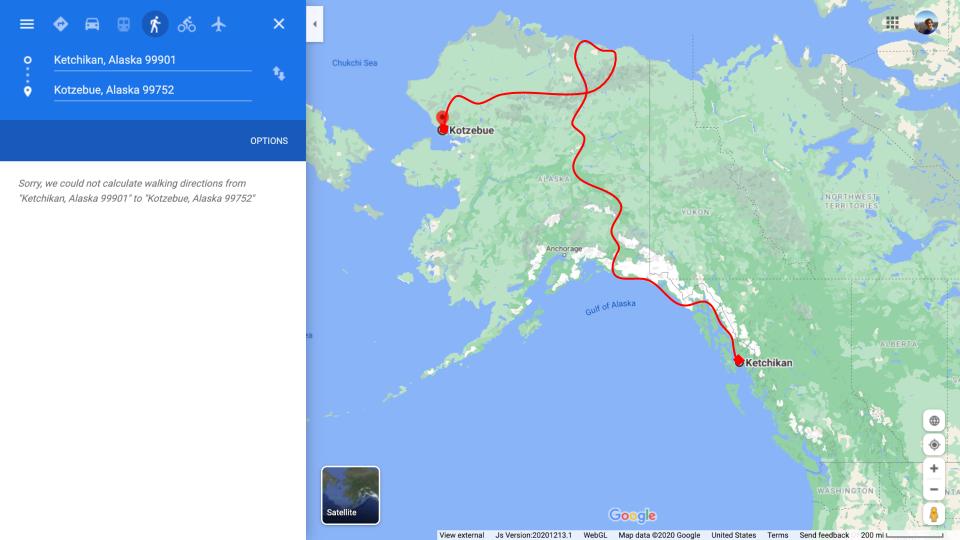 Ketchikan, Alaska 99901
Kotzebue, Alaska 99752
OPTIONS
Sorry, we could not calculate walking directions from
"Ketchikan, Alaska 99901" to "Kotzebue, Alaska 99752"
Chukchi Sea
Kotzebue
ALASKA
NORTHWEST
TERRITORIES
YUKON
Anchorage
Gulf of Alaska
ea
ALBERTA
Ketchikan
WASHINGTON
Satellite
Google
View external Js Version:20201213.1 WebGL Map data ©2020 Google United States Terms Send feedback 200 mi